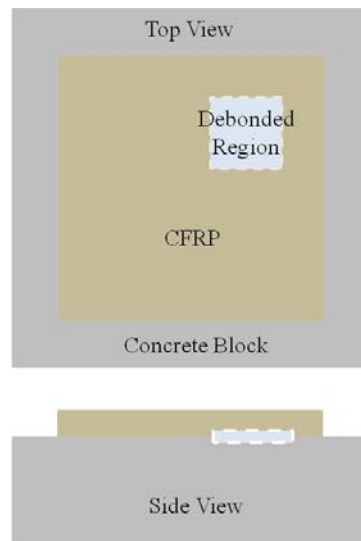 Top View
Debonded
Region
CFRP
Concrete Block
Side View